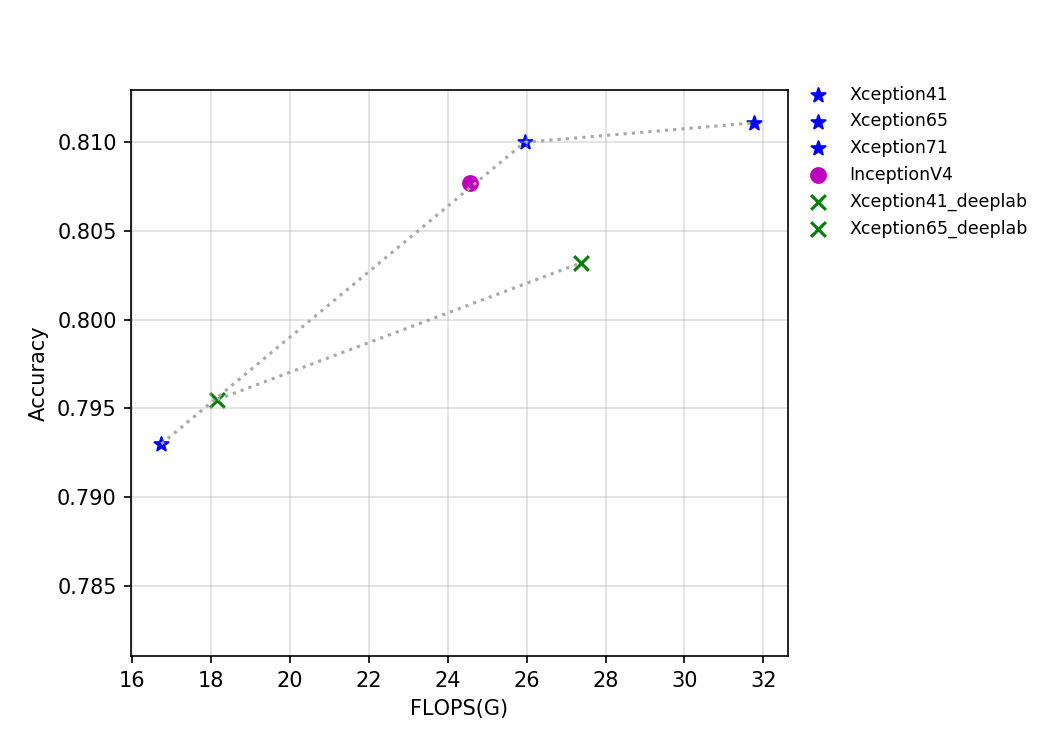 Xception41
Xception65
Xception71
InceptionV4
Xception41_deeplab
Xception65_deeplab
0.810
0.805
0.800
0.795
0.790
0.785
Accuracy
16 18 20 22 24 26 28 30 32
FLOPS(G)